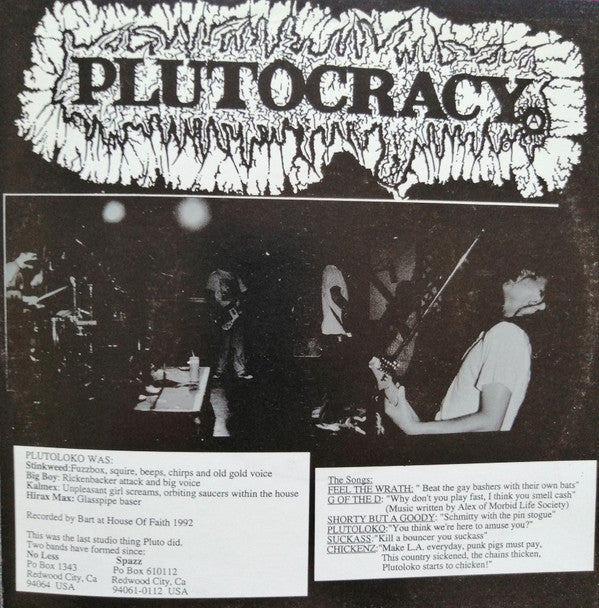 PLUTOCRACY.
PLUTOLOKO WAS:
Stinkweed:Fuzzbox, squire, beeps, chirps and old gold voice
Big Boy: Rickenbacker attack and big voice
Kalmex: Unpleasant girl screams, orbiting saucers within the house
Hirax Max: Glasspipe baser
Recorded by Bart at House Of Faith 1992
This was the last studio thing Pluto did.
Two bands have formed since:
No Less
Po Box 1343
Redwood City, Ca
94064 USA
Spazz
Po Box 610112
Redwood City, Ca
94061-0112 USA
The Songs:
FEEL THE WRATH: " Beat the gay bashers with their own bats"
G OF THE D: "Why don't you play fast, I think you smell cash"
(Music written by Alex of Morbid Life Society)
SHORTY BUT A GOODY: "Schmitty with the pin stogue"
PLUTOLOKO:"You think we're here to amuse you?"
SUCKASS:"Kill a bouncer you suckass"
CHICKENZ:"Make L.A. everyday, punk pigs must pay,
This country sickened, the chains thicken,
Plutoloko starts to chicken!"